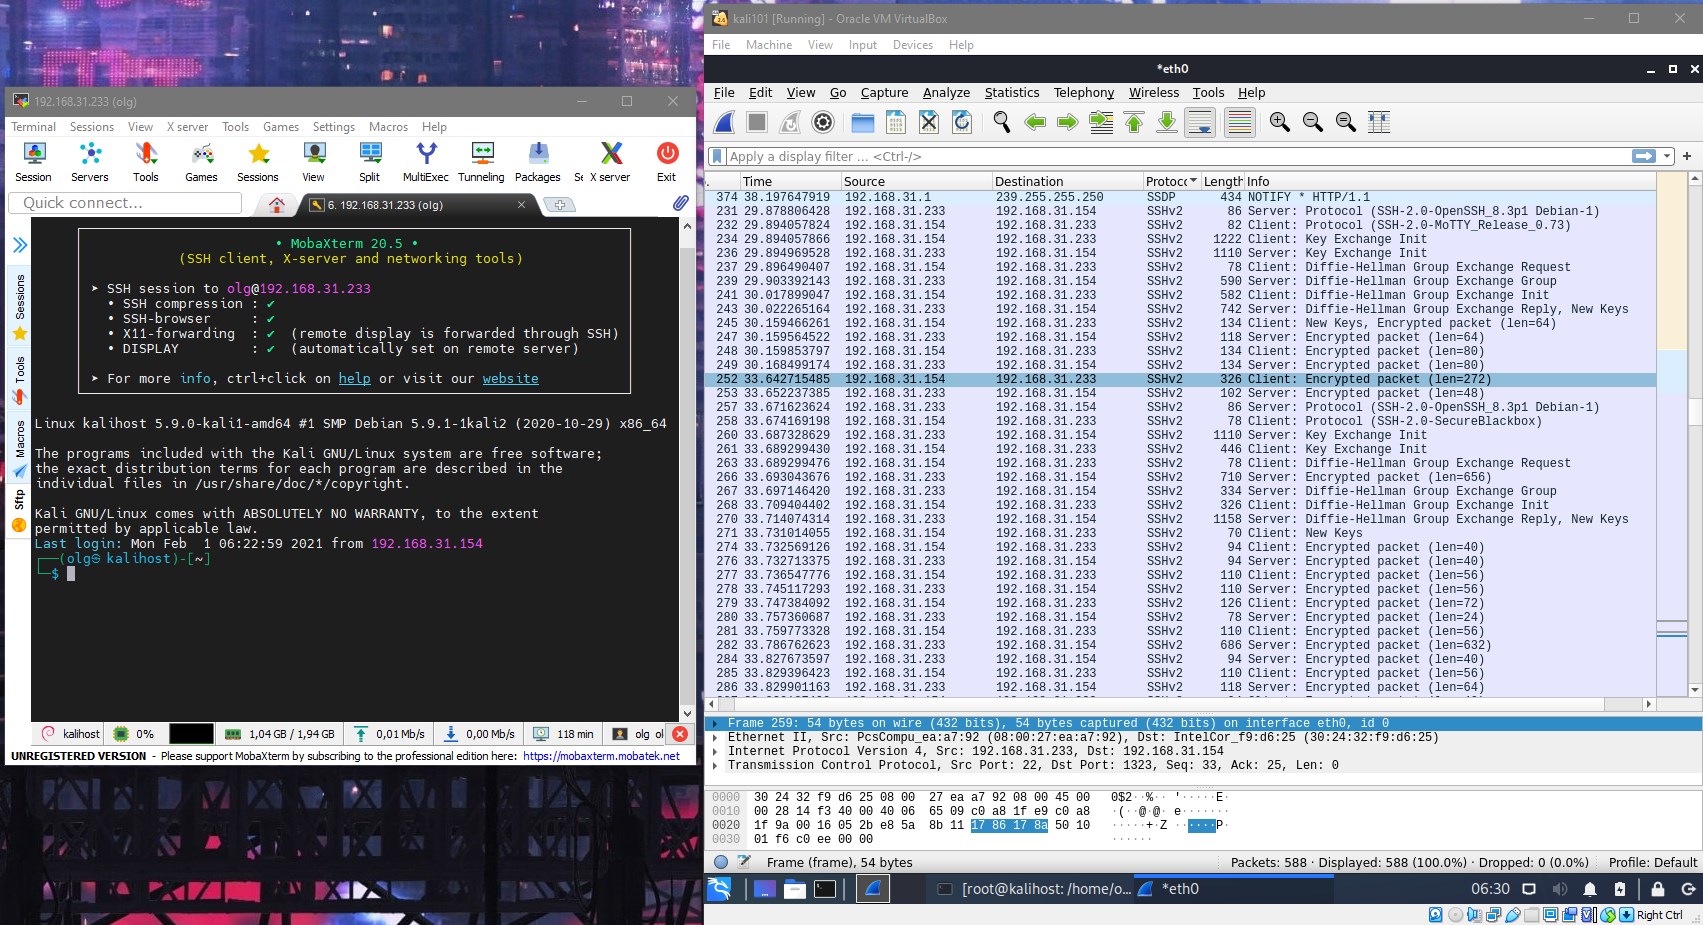 192.168.31.233 (olg)
Terminal Sessions View X server Tools Games Settings Macros Help
Session Servers Tools Games Sessions View Split MultiExec Tunneling Packages Se X server Exit
Quick connect...
6. 192.168.31.233 (olg)
Sessions
Tools
Macros
Sftp
• MobaXterm 20.5 •
(SSH client, X-server and networking tools)
➤ SSH session to olg@192.168.31.233
• SSH compression : ✔
• SSH-browser : ✔
• X11-forwarding : ✔ (remote display is forwarded through SSH)
• DISPLAY : ✔ (automatically set on remote server)
➤ For more info, ctrl+click on help or visit our website
Linux kalihost 5.9.0-kali1-amd64 #1 SMP Debian 5.9.1-1kali2 (2020-10-29) x86_64
The programs included with the Kali GNU/Linux system are free software;
the exact distribution terms for each program are described in the
individual files in /usr/share/doc/*/copyright.
Kali GNU/Linux comes with ABSOLUTELY NO WARRANTY, to the extent
permitted by applicable law.
Last login: Mon Feb  1 06:22:59 2021 from 192.168.31.154
┌──(olg㉿kalihost)-[~]
└─$
kalihost 0% 1,04 GB / 1,94 GB 0,01 Mb/s 0,00 Mb/s 118 min olg ol
UNREGISTERED VERSION - Please support MobaXterm by subscribing to the professional edition here: https://mobaxterm.mobatek.net
kali101 [Running] - Oracle VM VirtualBox
File Machine View Input Devices Help
*eth0
File Edit View Go Capture Analyze Statistics Telephony Wireless Tools Help
Apply a display filter ... <Ctrl-/>
. Time Source Destination Protoc Length Info
374 38.197647919 192.168.31.1 239.255.255.250 SSDP 434 NOTIFY * HTTP/1.1
231 29.878806428 192.168.31.233 192.168.31.154 SSHv2 86 Server: Protocol (SSH-2.0-OpenSSH_8.3p1 Debian-1)
232 29.894057824 192.168.31.154 192.168.31.233 SSHv2 82 Client: Protocol (SSH-2.0-MoTTY_Release_0.73)
234 29.894057866 192.168.31.154 192.168.31.233 SSHv2 1222 Client: Key Exchange Init
236 29.894969528 192.168.31.233 192.168.31.154 SSHv2 1110 Server: Key Exchange Init
237 29.896490407 192.168.31.154 192.168.31.233 SSHv2 78 Client: Diffie-Hellman Group Exchange Request
239 29.903392143 192.168.31.233 192.168.31.154 SSHv2 590 Server: Diffie-Hellman Group Exchange Group
241 30.017899047 192.168.31.154 192.168.31.233 SSHv2 582 Client: Diffie-Hellman Group Exchange Init
243 30.022265164 192.168.31.233 192.168.31.154 SSHv2 742 Server: Diffie-Hellman Group Exchange Reply, New Keys
245 30.159466261 192.168.31.154 192.168.31.233 SSHv2 134 Client: New Keys, Encrypted packet (len=64)
247 30.159564522 192.168.31.233 192.168.31.154 SSHv2 118 Server: Encrypted packet (len=64)
248 30.159853797 192.168.31.154 192.168.31.233 SSHv2 134 Client: Encrypted packet (len=80)
249 30.168499174 192.168.31.233 192.168.31.154 SSHv2 134 Server: Encrypted packet (len=80)
252 33.642715485 192.168.31.154 192.168.31.233 SSHv2 326 Client: Encrypted packet (len=272)
253 33.652237385 192.168.31.233 192.168.31.154 SSHv2 102 Server: Encrypted packet (len=48)
257 33.671623624 192.168.31.233 192.168.31.154 SSHv2 86 Server: Protocol (SSH-2.0-OpenSSH_8.3p1 Debian-1)
258 33.674169198 192.168.31.154 192.168.31.233 SSHv2 78 Client: Protocol (SSH-2.0-SecureBlackbox)
260 33.687328629 192.168.31.233 192.168.31.154 SSHv2 1110 Server: Key Exchange Init
261 33.689299430 192.168.31.154 192.168.31.233 SSHv2 446 Client: Key Exchange Init
263 33.689299476 192.168.31.154 192.168.31.233 SSHv2 78 Client: Diffie-Hellman Group Exchange Request
266 33.693043676 192.168.31.233 192.168.31.154 SSHv2 710 Server: Encrypted packet (len=656)
267 33.697146420 192.168.31.233 192.168.31.154 SSHv2 334 Server: Diffie-Hellman Group Exchange Group
268 33.709404402 192.168.31.154 192.168.31.233 SSHv2 326 Client: Diffie-Hellman Group Exchange Init
270 33.714074314 192.168.31.233 192.168.31.154 SSHv2 1158 Server: Diffie-Hellman Group Exchange Reply, New Keys
271 33.731014055 192.168.31.154 192.168.31.233 SSHv2 70 Client: New Keys
274 33.732569126 192.168.31.154 192.168.31.233 SSHv2 94 Client: Encrypted packet (len=40)
276 33.732713375 192.168.31.233 192.168.31.154 SSHv2 94 Server: Encrypted packet (len=40)
277 33.736547776 192.168.31.154 192.168.31.233 SSHv2 110 Client: Encrypted packet (len=56)
278 33.745117293 192.168.31.233 192.168.31.154 SSHv2 110 Server: Encrypted packet (len=56)
279 33.747384092 192.168.31.154 192.168.31.233 SSHv2 126 Client: Encrypted packet (len=72)
280 33.757360687 192.168.31.233 192.168.31.154 SSHv2 78 Server: Encrypted packet (len=24)
281 33.759773328 192.168.31.154 192.168.31.233 SSHv2 110 Client: Encrypted packet (len=56)
282 33.786762623 192.168.31.233 192.168.31.154 SSHv2 686 Server: Encrypted packet (len=632)
284 33.827673597 192.168.31.233 192.168.31.154 SSHv2 94 Server: Encrypted packet (len=40)
285 33.829396423 192.168.31.154 192.168.31.233 SSHv2 110 Client: Encrypted packet (len=56)
286 33.829901163 192.168.31.233 192.168.31.154 SSHv2 118 Server: Encrypted packet (len=64)
Frame 259: 54 bytes on wire (432 bits), 54 bytes captured (432 bits) on interface eth0, id 0
Ethernet II, Src: PcsCompu_ea:a7:92 (08:00:27:ea:a7:92), Dst: IntelCor_f9:d6:25 (30:24:32:f9:d6:25)
Internet Protocol Version 4, Src: 192.168.31.233, Dst: 192.168.31.154
Transmission Control Protocol, Src Port: 22, Dst Port: 1323, Seq: 33, Ack: 25, Len: 0
0000 30 24 32 f9 d6 25 08 00 27 ea a7 92 08 00 45 00 0$2··%·· '·····E·
0010 00 28 14 f3 40 00 40 06 65 09 c0 a8 1f e9 c0 a8 ·(··@·@· e·······
0020 1f 9a 00 16 05 2b e8 5a 8b 11 17 86 17 8a 50 10 ·····+·Z ······P·
0030 01 f6 c0 ee 00 00 ······
Frame (frame), 54 bytes Packets: 588 · Displayed: 588 (100.0%) · Dropped: 0 (0.0%) Profile: Default
[root@kalihost: /home/o... *eth0 06:30
Right Ctrl